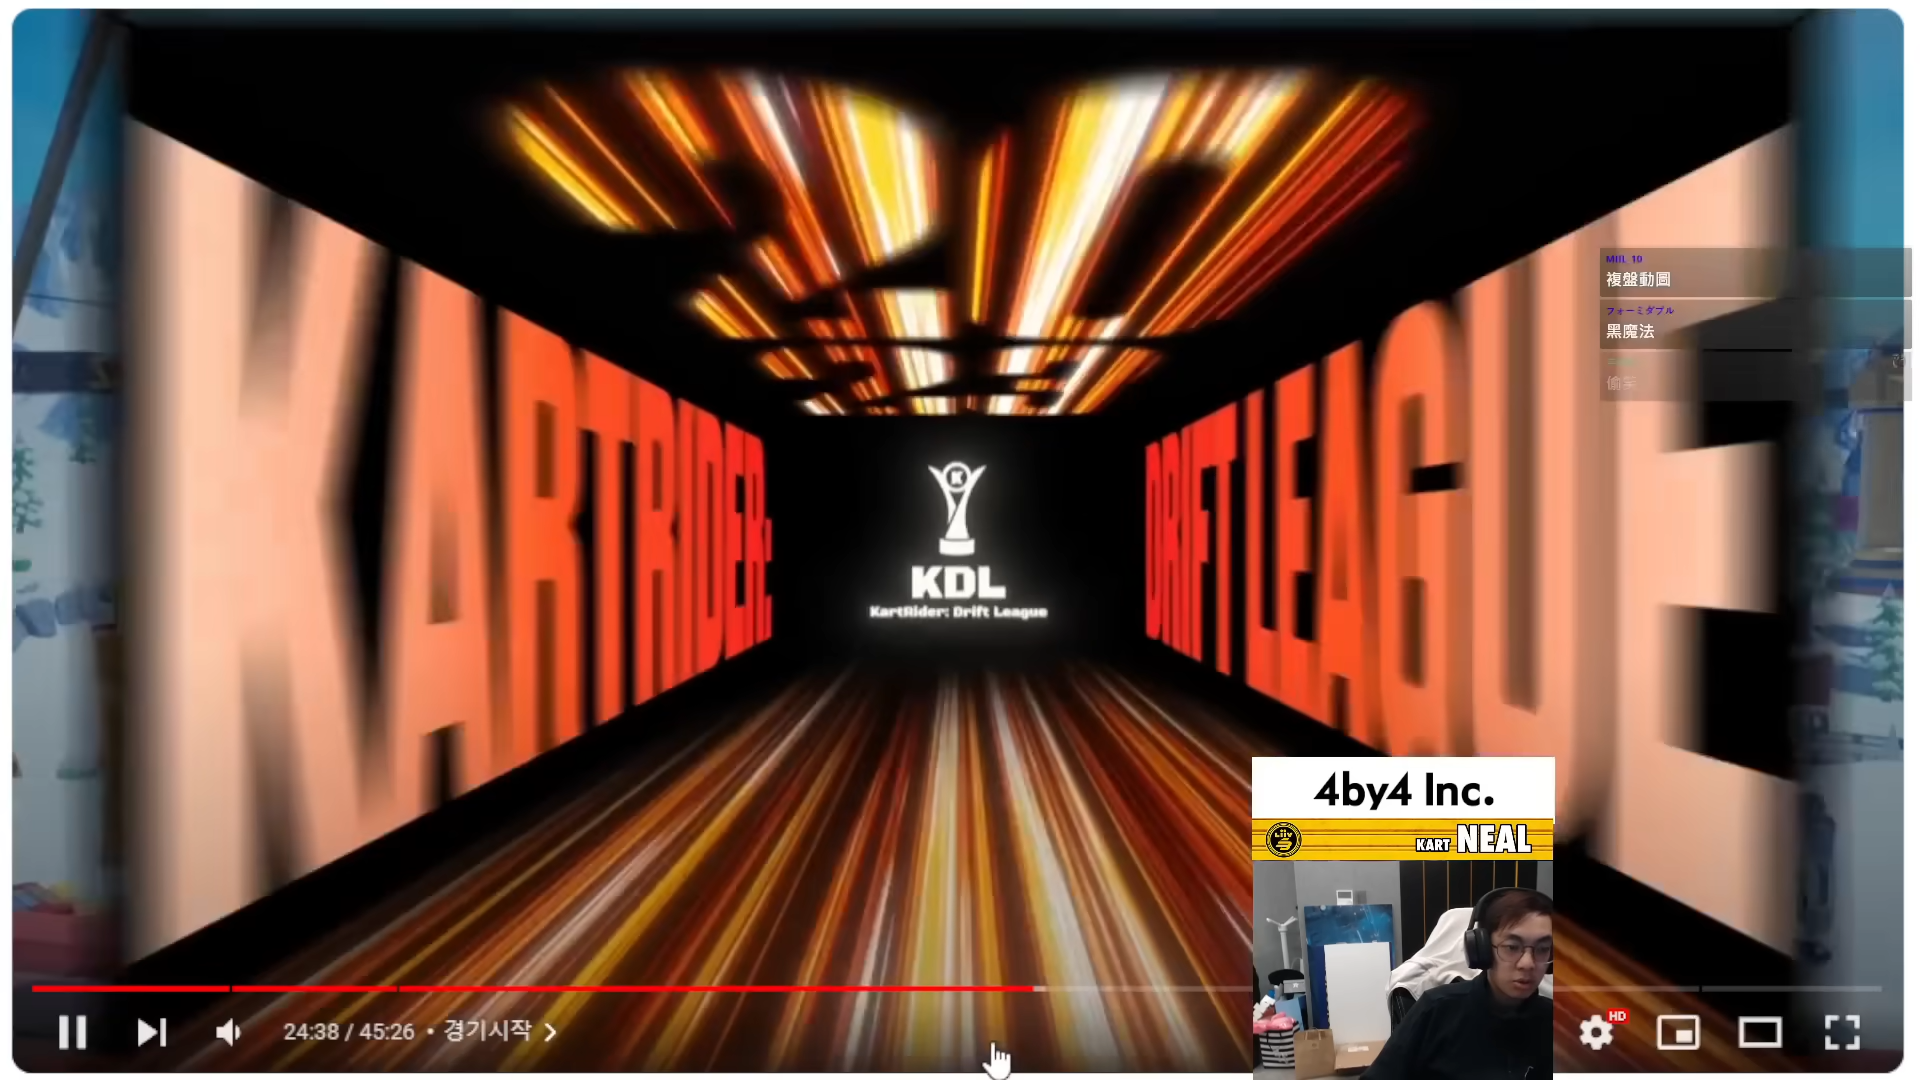 KARTRIDER:
DRIFT LEAGUE
K
KDL
KartRider: Drift League
MIIL 10
複盤動圖
フォーミダブル
黑魔法
4by4 Inc.
Liiv
KART NEAL
24:38 / 45:26 • 경기시작
HD